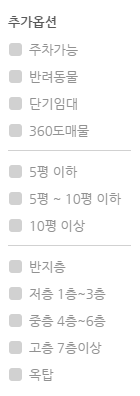 추가옵션
주차가능
반려동물
단기임대
360도매물
5평 이하
5평 ~ 10평 이하
10평 이상
반지층
저층 1층~3층
중층 4층~6층
고층 7층이상
옥탑